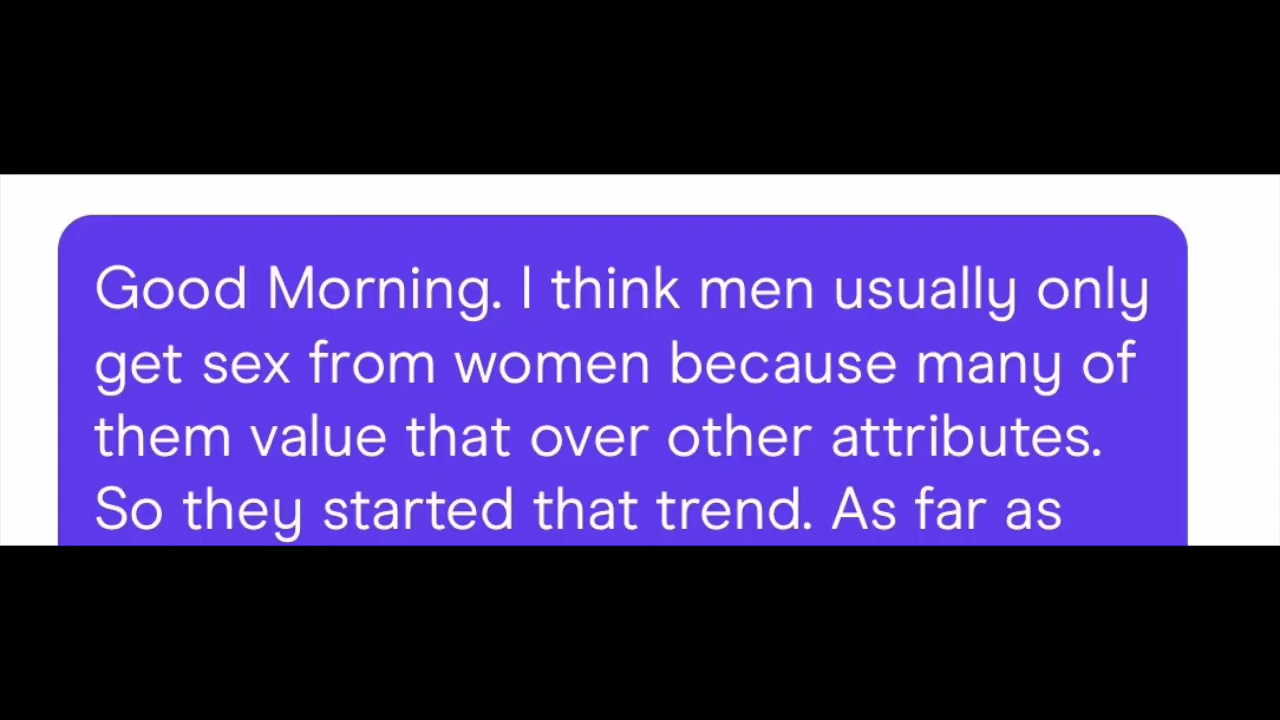 Good Morning. I think men usually only
get sex from women because many of
them value that over other attributes.
So they started that trend. As far as